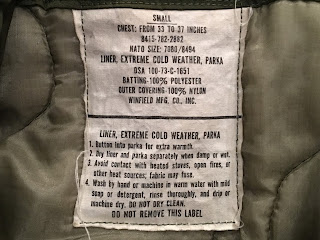 SMALL
CHEST: FROM 33 TO 37 INCHES
8415-782-2882
NATO SIZE: 7080/8494
LINER, EXTREME COLD WEATHER, PARKA
DSA 100-73-C-1651
BATTING-100% POLYESTER
OUTER COVERING-100% NYLON
WINFIELD MFG. CO., INC.
LINER, EXTREME COLD WEATHER, PARKA
1. Button into parka for extra warmth.
2. Dry liner and parka separately when damp or wet.
3. Avoid contact with heated stoves, open fires, or
other heat sources; fabric may fuse.
4. Wash by hand or machine in warm water with mild
soap or detergent, rinse thoroughly, and drip or
machine dry. DO NOT DRY CLEAN.
DO NOT REMOVE THIS LABEL